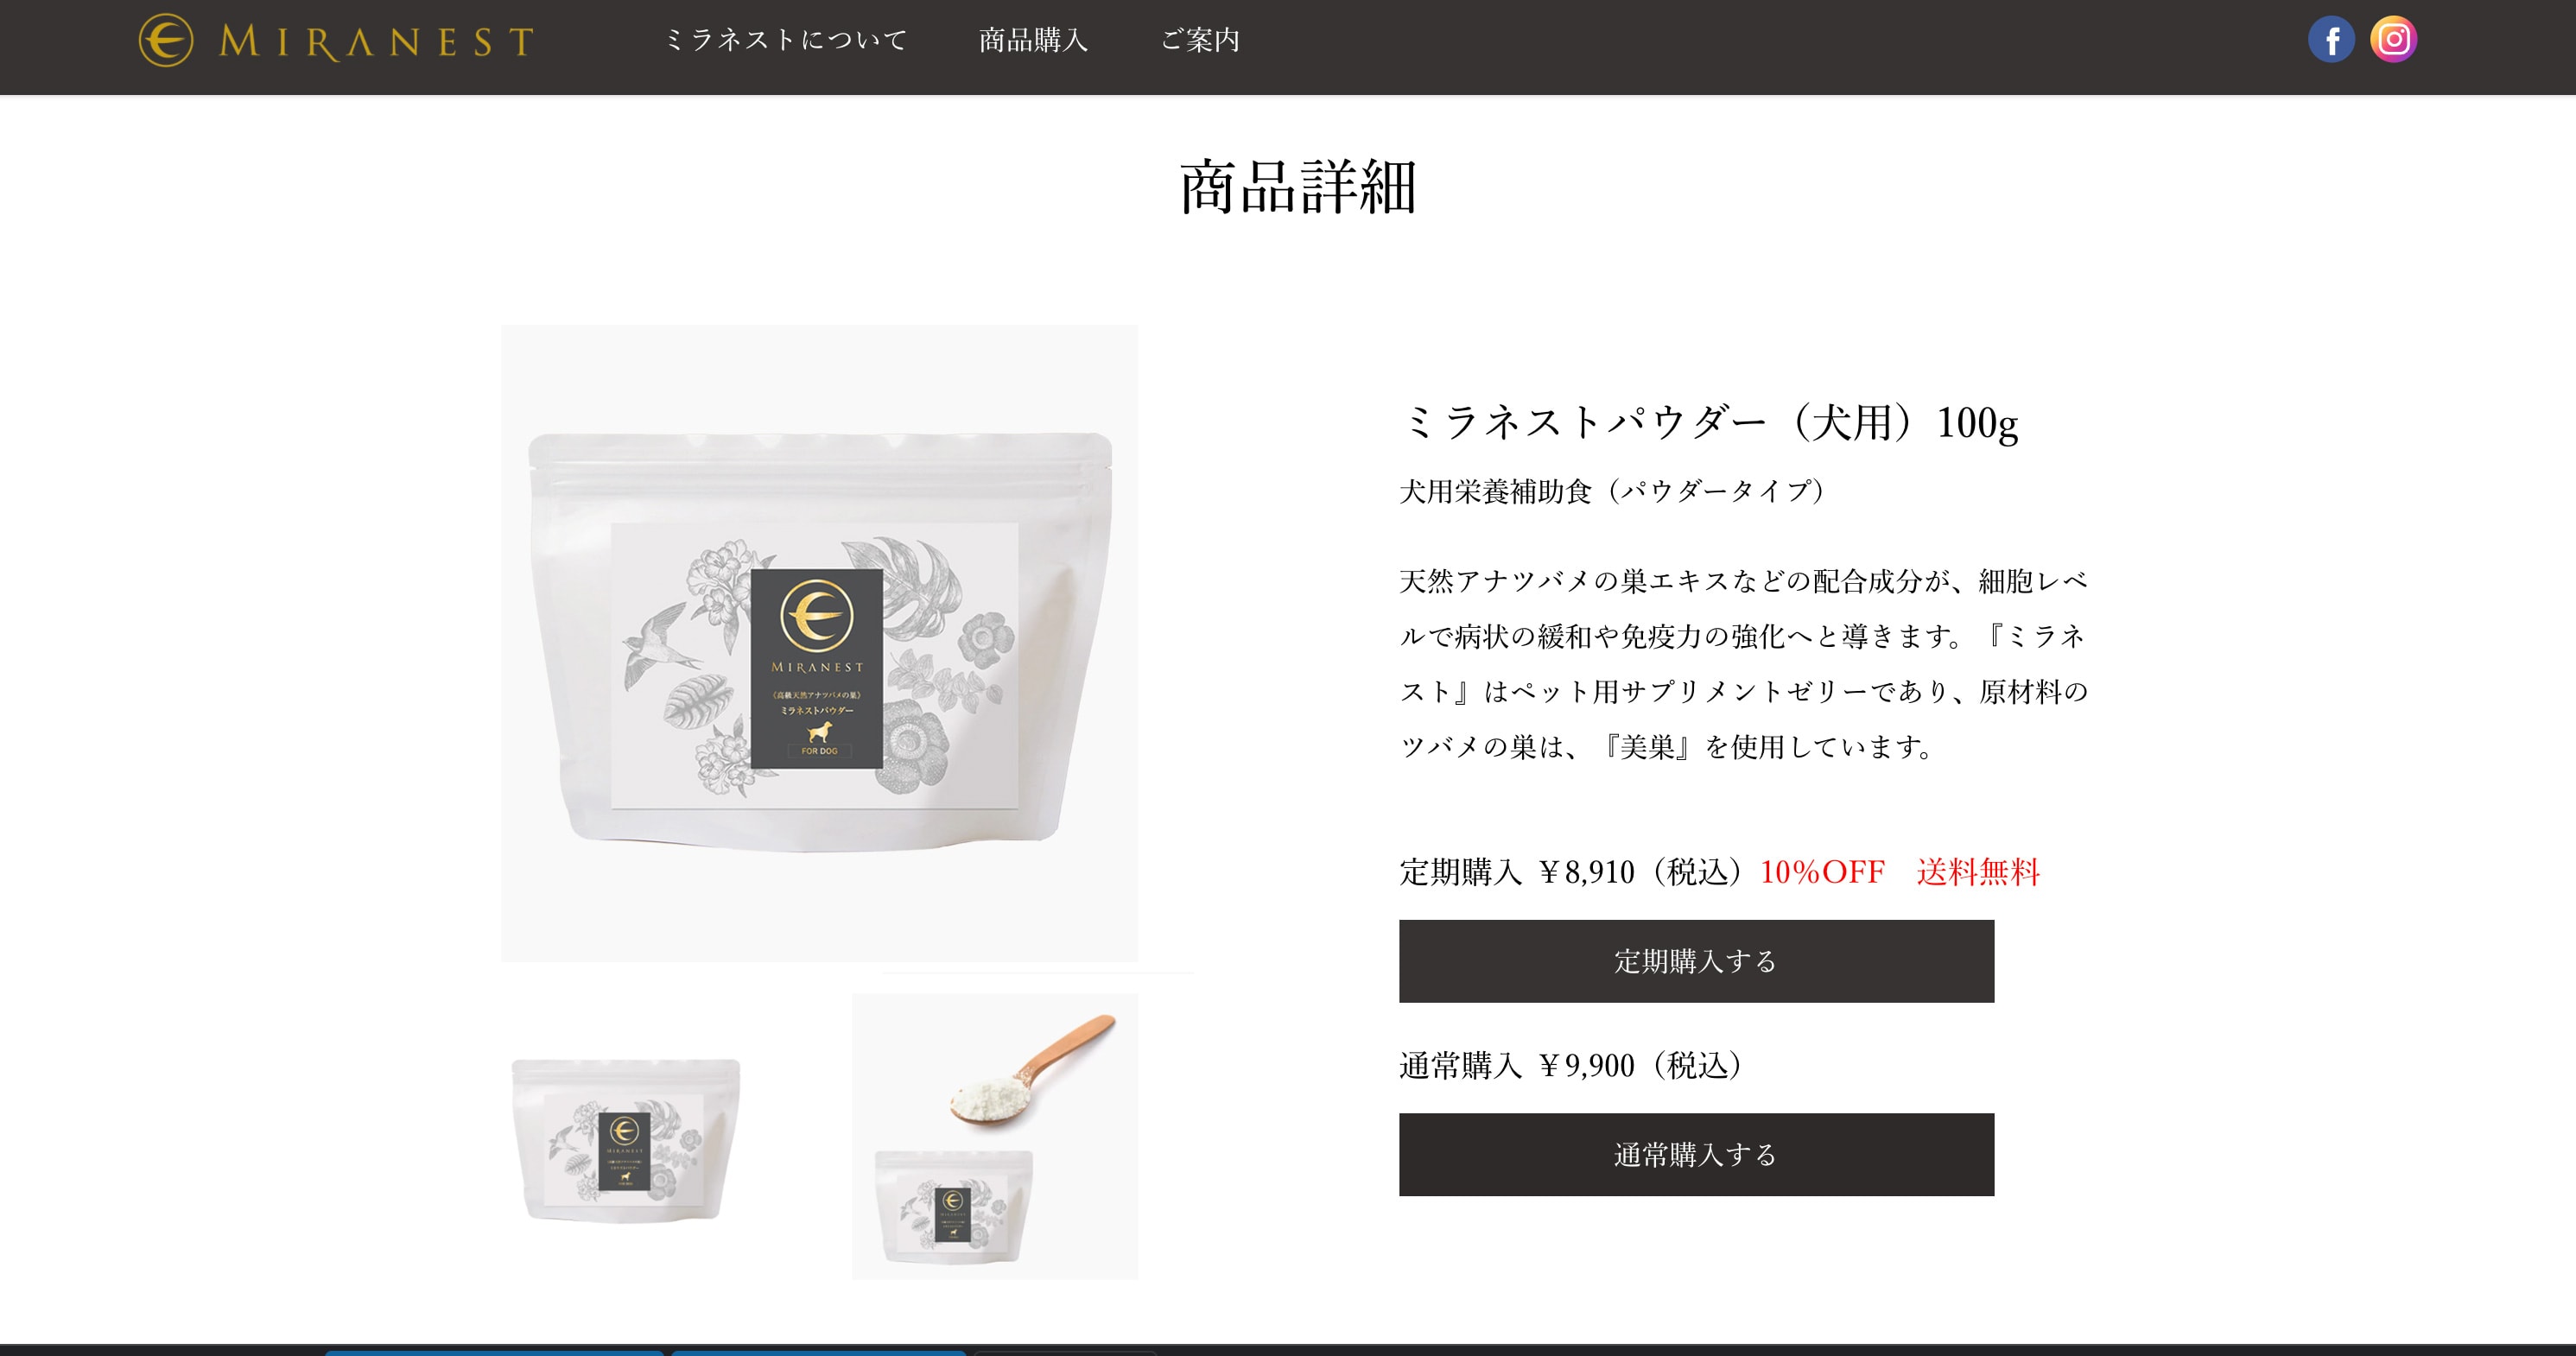 MIRANEST
ミラネストについて
商品購入
ご案内
商品詳細
MIRANEST
《高級天然アナツバメの巣》
ミラネストパウダー
FOR DOG
ミラネストパウダー（犬用）100g
犬用栄養補助食（パウダータイプ）
天然アナツバメの巣エキスなどの配合成分が、細胞レベ
ルで病状の緩和や免疫力の強化へと導きます。『ミラネ
スト』はペット用サプリメントゼリーであり、原材料の
ツバメの巣は、『美巣』を使用しています。
定期購入 ￥8,910（税込）10%OFF　送料無料
定期購入する
通常購入 ￥9,900（税込）
通常購入する
MIRANEST